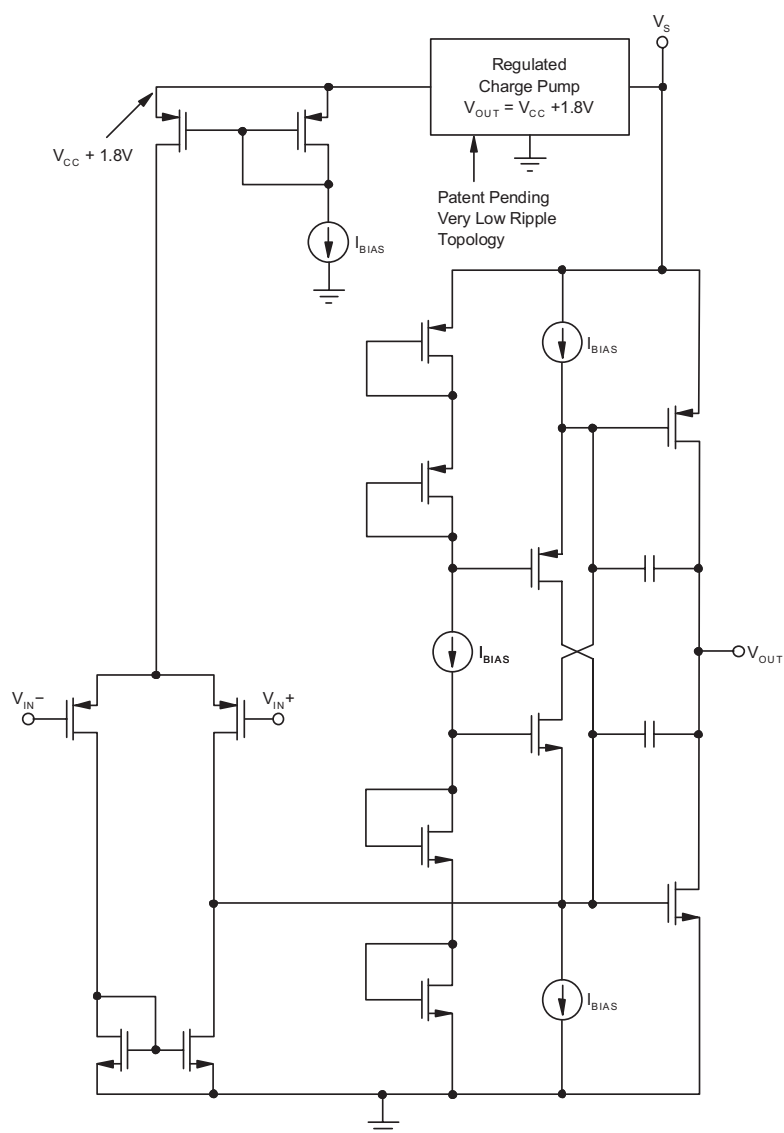 V_S
Regulated
Charge Pump
V_OUT = V_CC +1.8V
V_CC + 1.8V
Patent Pending
Very Low Ripple
Topology
I_BIAS
I_BIAS
I_BIAS
V_OUT
V_IN−
V_IN+
I_BIAS